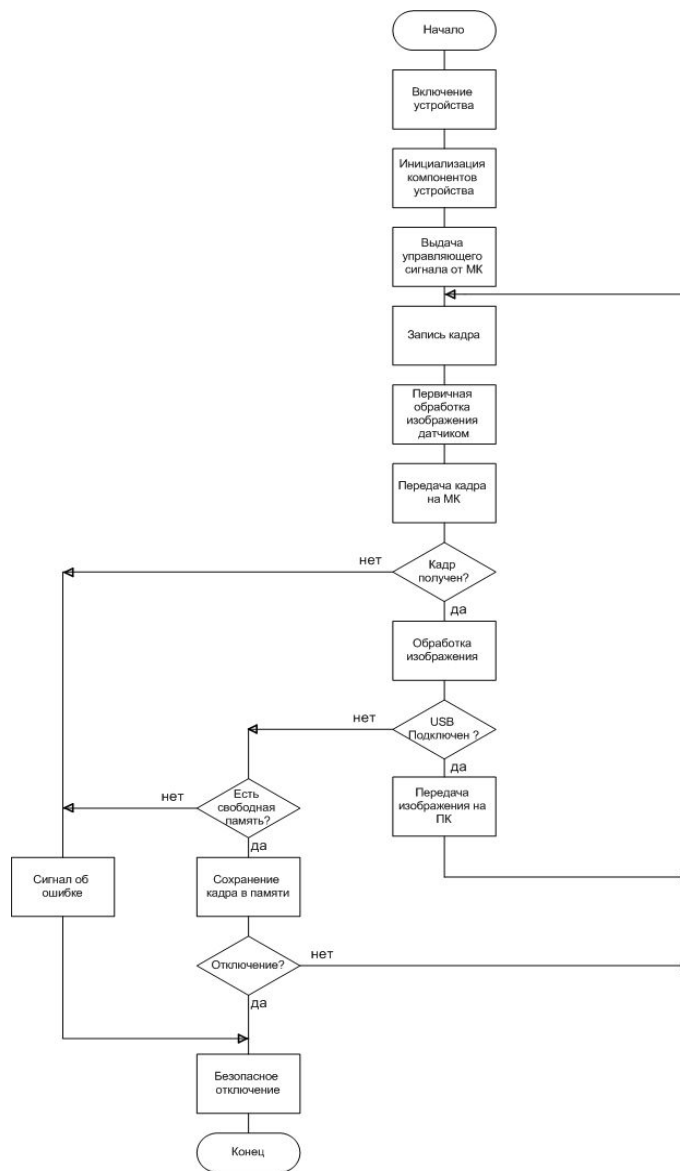 Начало
Включение
устройства
Инициализация
компонентов
устройства
Выдача
управляющего
сигнала от МК
Запись кадра
Первичная
обработка
изображения
датчиком
Передача кадра
на МК
Кадр
получен?
нет
да
Обработка
изображения
USB
Подключен ?
нет
да
Передача
изображения на
ПК
Есть
свободная
память?
нет
да
Сигнал об
ошибке
Сохранение
кадра в памяти
Отключение?
нет
да
Безопасное
отключение
Конец